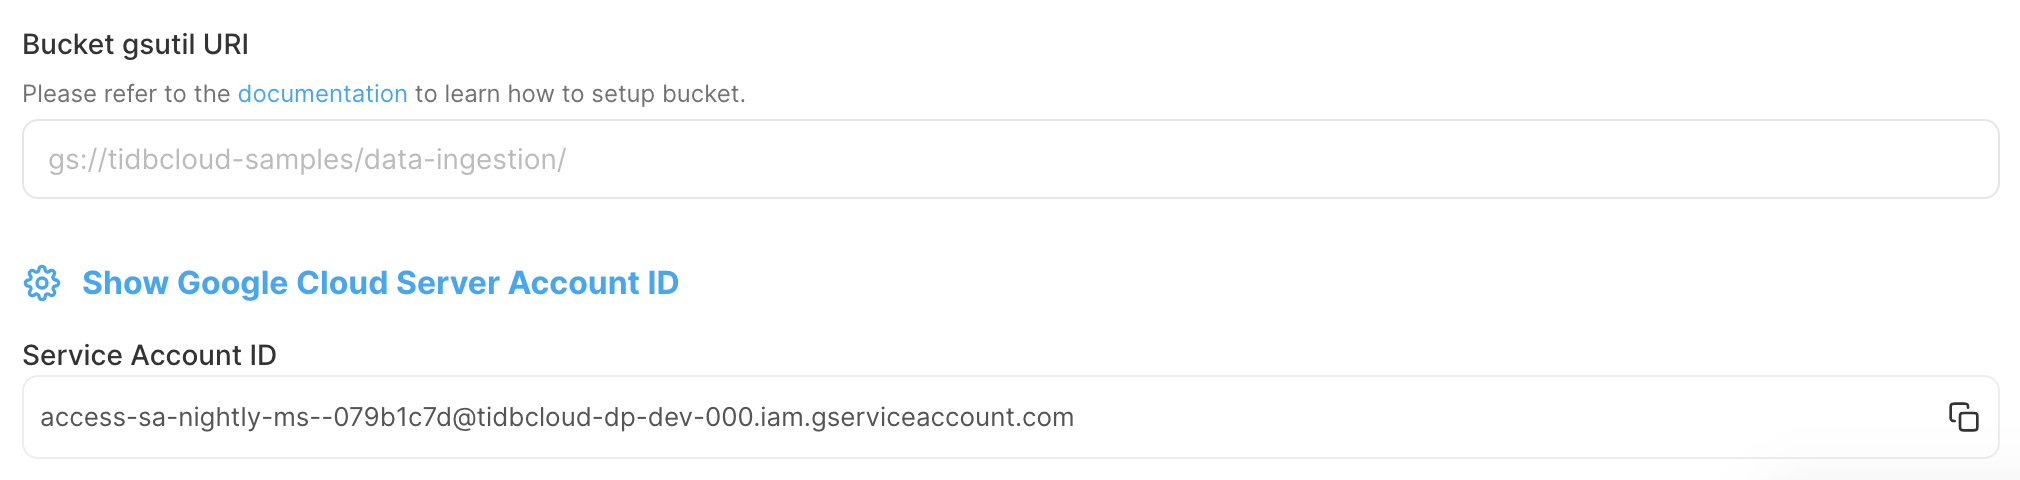 Bucket gsutil URI
Please refer to the documentation to learn how to setup bucket.
gs://tidbcloud-samples/data-ingestion/
Show Google Cloud Server Account ID
Service Account ID
access-sa-nightly-ms--079b1c7d@tidbcloud-dp-dev-000.iam.gserviceaccount.com